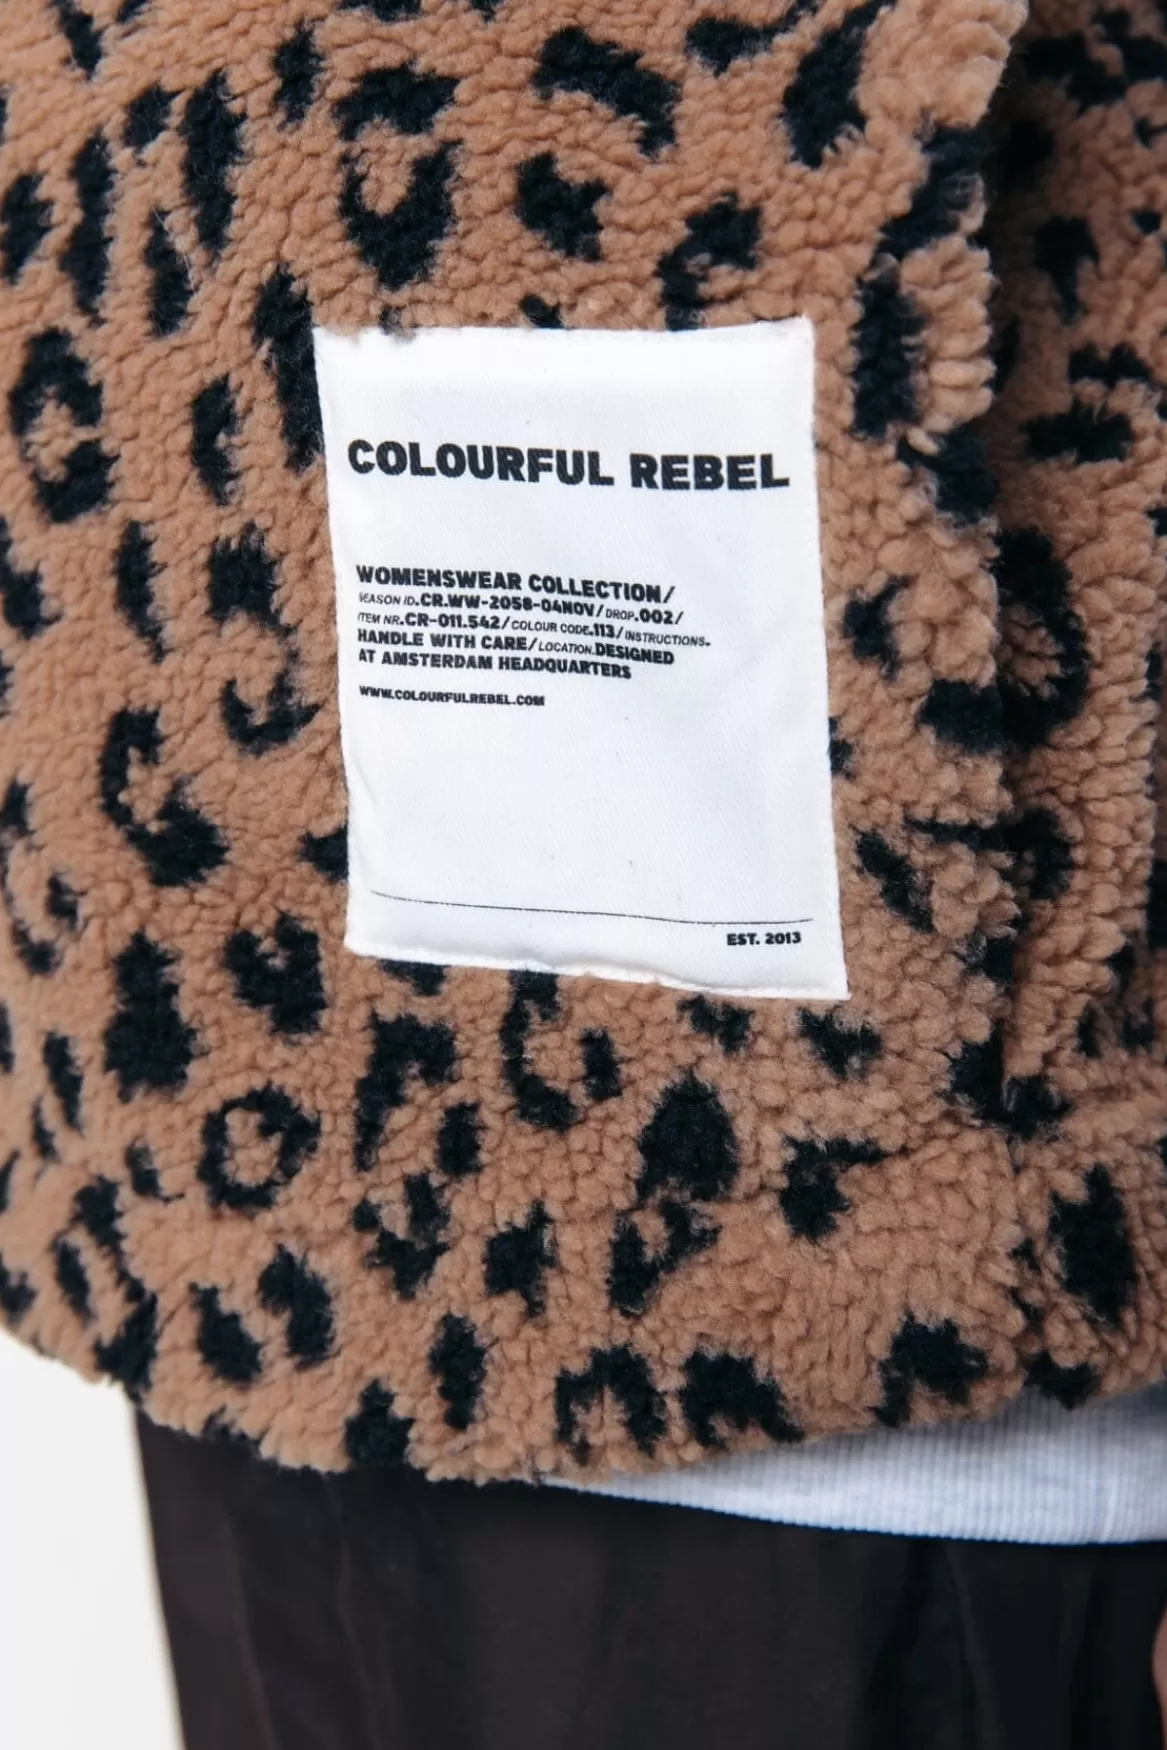 COLOURFUL REBEL
WOMENSWEAR COLLECTION/
SEASON ID.CR.WW-2058-04NOV/DROP.002/
ITEM NR.CR-011.542/COLOUR CODE.113/INSTRUCTIONS.
HANDLE WITH CARE/LOCATION.DESIGNED
AT AMSTERDAM HEADQUARTERS
WWW.COLOURFULREBEL.COM
EST. 2013